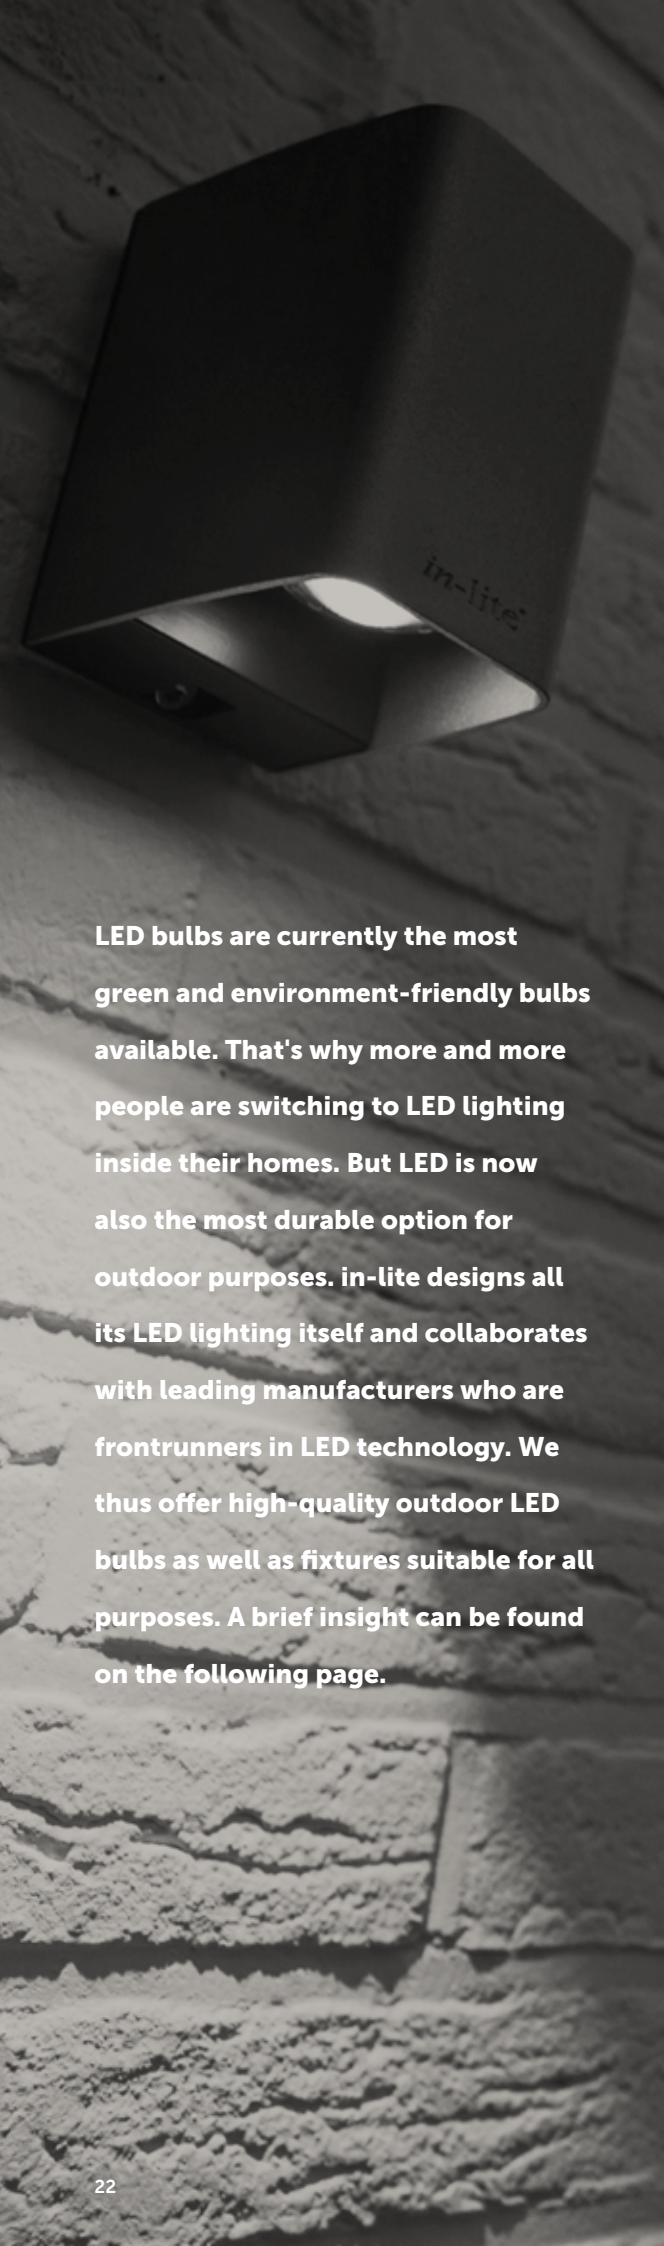 in-lite
LED bulbs are currently the most
green and environment-friendly bulbs
available. That's why more and more
people are switching to LED lighting
inside their homes. But LED is now
also the most durable option for
outdoor purposes. in-lite designs all
its LED lighting itself and collaborates
with leading manufacturers who are
frontrunners in LED technology. We
thus offer high-quality outdoor LED
bulbs as well as fixtures suitable for all
purposes. A brief insight can be found
on the following page.
22